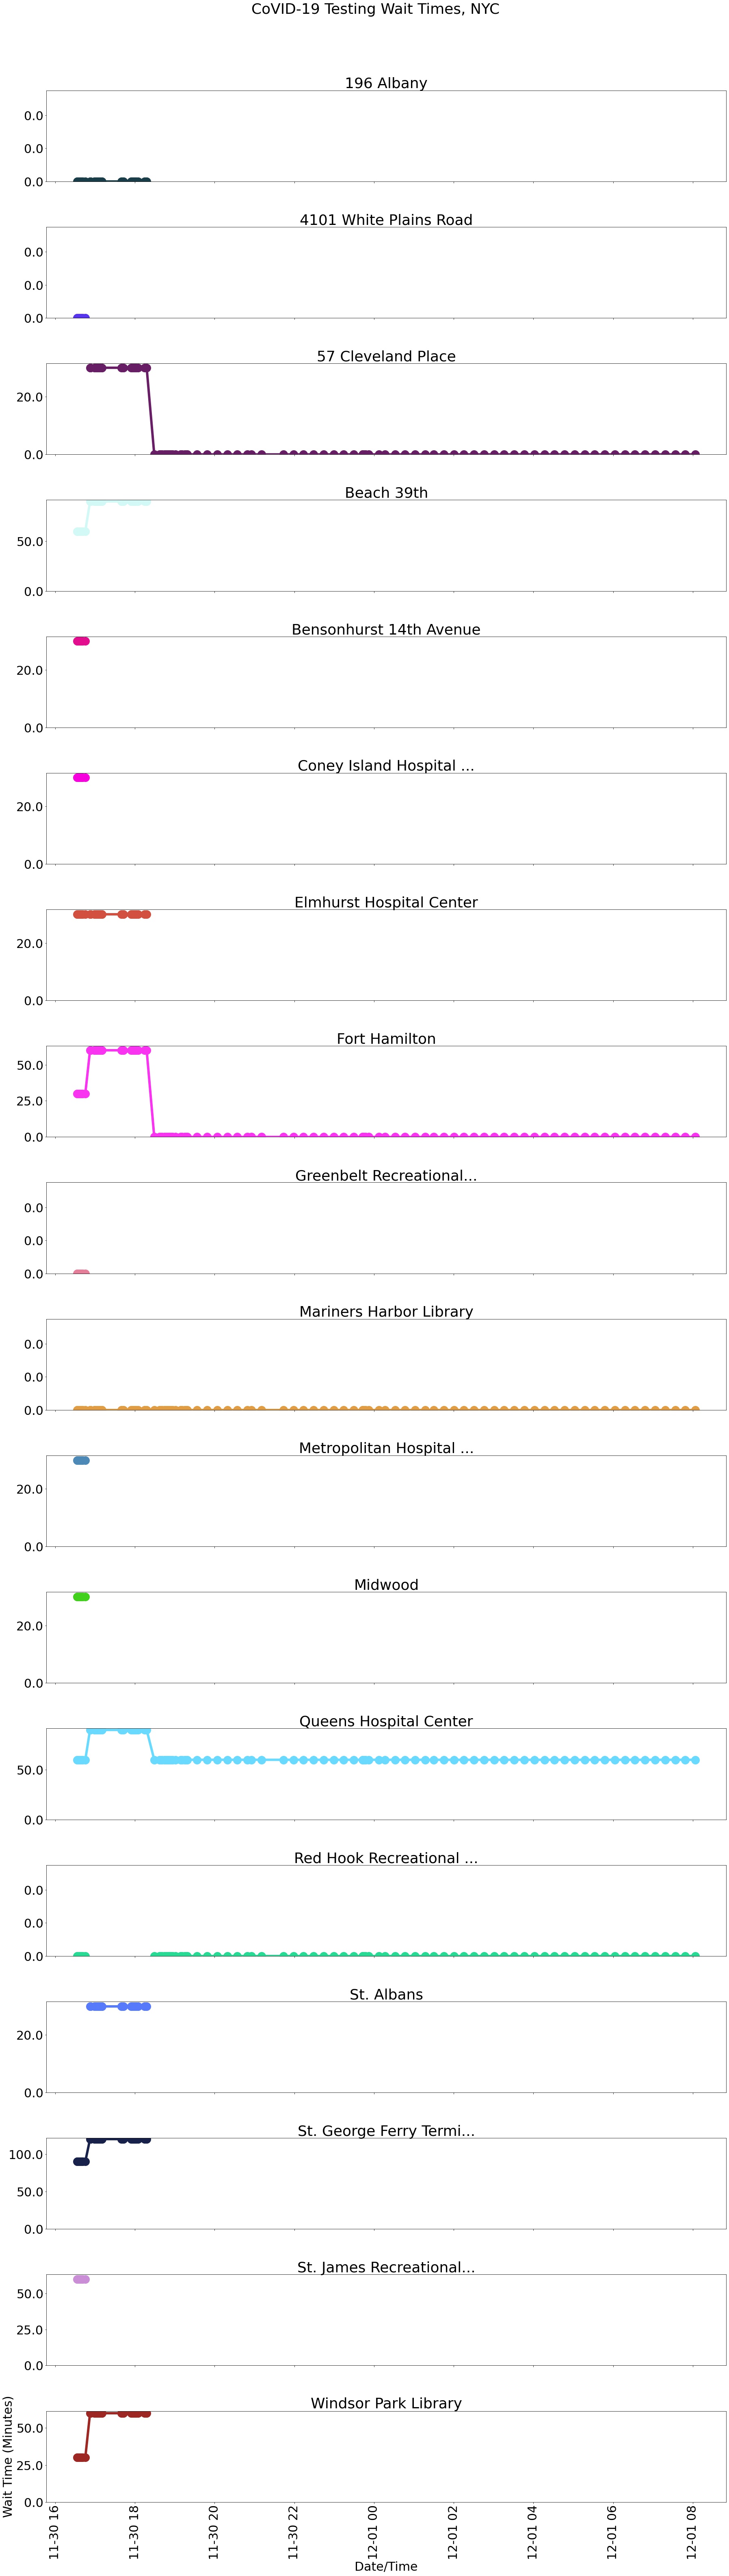 CoVID-19 Testing Wait Times, NYC
196 Albany
0.0
0.0
0.0
4101 White Plains Road
0.0
0.0
0.0
57 Cleveland Place
20.0
0.0
Beach 39th
50.0
0.0
Bensonhurst 14th Avenue
20.0
0.0
Coney Island Hospital ...
20.0
0.0
Elmhurst Hospital Center
20.0
0.0
Fort Hamilton
50.0
25.0
0.0
Greenbelt Recreational...
0.0
0.0
0.0
Mariners Harbor Library
0.0
0.0
0.0
Metropolitan Hospital ...
20.0
0.0
Midwood
20.0
0.0
Queens Hospital Center
50.0
0.0
Red Hook Recreational ...
0.0
0.0
0.0
St. Albans
20.0
0.0
St. George Ferry Termi...
100.0
50.0
0.0
St. James Recreational...
50.0
25.0
0.0
Windsor Park Library
50.0
25.0
0.0
Wait Time (Minutes)
11-30 16
11-30 18
11-30 20
11-30 22
12-01 00
12-01 02
12-01 04
12-01 06
12-01 08
Date/Time